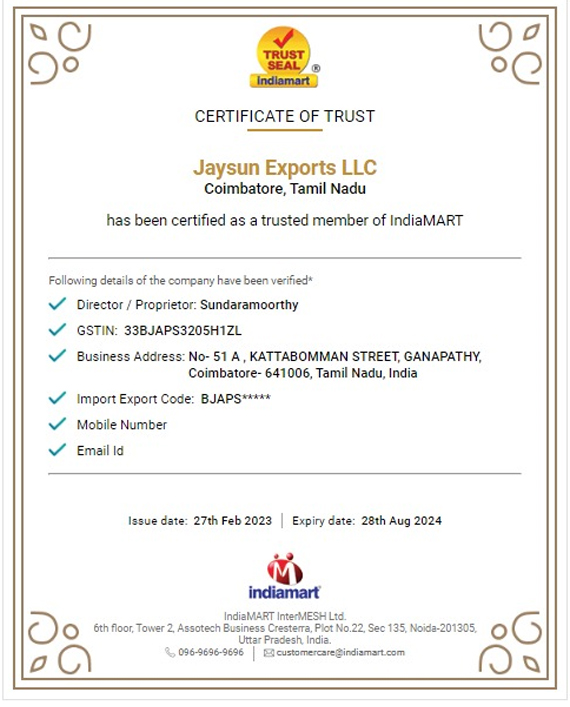 TRUST
SEAL
®
indiamart
CERTIFICATE OF TRUST
Jaysun Exports LLC
Coimbatore, Tamil Nadu
has been certified as a trusted member of IndiaMART
Following details of the company have been verified*
Director / Proprietor: Sundaramoorthy
GSTIN: 33BJAPS3205H1ZL
Business Address: No- 51 A , KATTABOMMAN STREET, GANAPATHY,
Coimbatore- 641006, Tamil Nadu, India
Import Export Code: BJAPS*****
Mobile Number
Email Id
Issue date: 27th Feb 2023 | Expiry date: 28th Aug 2024
indiamart
IndiaMART InterMESH Ltd.
6th floor, Tower 2, Assotech Business Cresterra, Plot No.22, Sec 135, Noida-201305,
Uttar Pradesh, India.
096-9696-9696 | customercare@indiamart.com